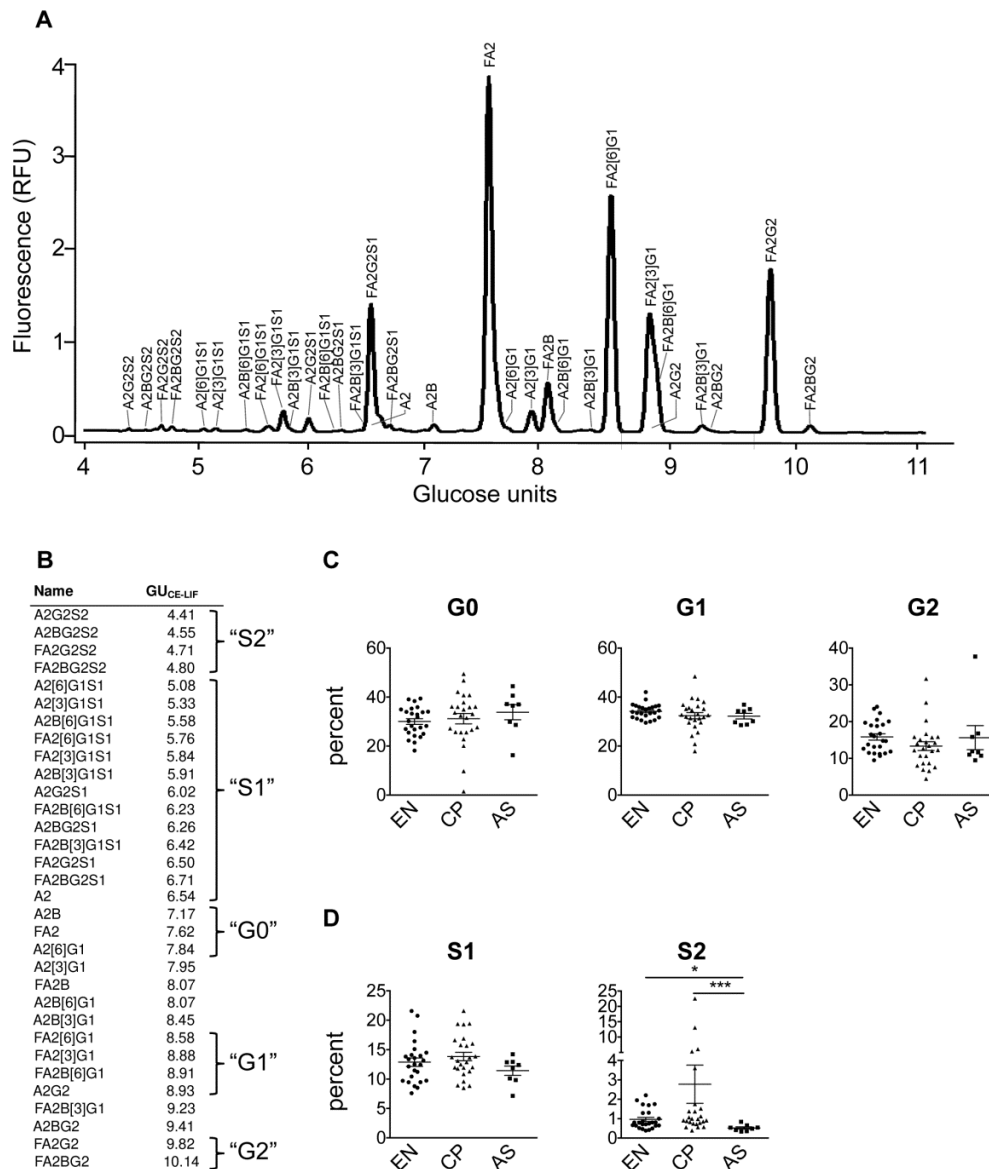 A
Fluorescence (RFU)
4
3
2
1
0
A2G2S2
A2BG2S2
FA2G2S2
FA2BG2S2
A2[6]G1S1
A2[3]G1S1
A2B[6]G1S1
FA2[6]G1S1
FA2[3]G1S1
A2B[3]G1S1
A2G2S1
FA2B[6]G1S1
A2BG2S1
FA2B[3]G1S1
FA2G2S1
A2
FA2BG2S1
A2B
FA2
A2[6]G1
A2[3]G1
FA2B
A2B[6]G1
A2B[3]G1
FA2[6]G1
FA2[3]G1
FA2B[6]G1
A2G2
FA2B[3]G1
A2BG2
FA2G2
FA2BG2
4 5 6 7 8 9 10 11
Glucose units
B
Name GUCE-LIF
A2G2S2 4.41
A2BG2S2 4.55
FA2G2S2 4.71
FA2BG2S2 4.80
"S2"
A2[6]G1S1 5.08
A2[3]G1S1 5.33
A2B[6]G1S1 5.58
FA2[6]G1S1 5.76
FA2[3]G1S1 5.84
A2B[3]G1S1 5.91
A2G2S1 6.02
FA2B[6]G1S1 6.23
A2BG2S1 6.26
FA2B[3]G1S1 6.42
FA2G2S1 6.50
FA2BG2S1 6.71
A2 6.54
"S1"
A2B 7.17
FA2 7.62
A2[6]G1 7.84
"G0"
A2[3]G1 7.95
FA2B 8.07
A2B[6]G1 8.07
A2B[3]G1 8.45
FA2[6]G1 8.58
FA2[3]G1 8.88
FA2B[6]G1 8.91
A2G2 8.93
"G1"
FA2B[3]G1 9.23
A2BG2 9.41
FA2G2 9.82
FA2BG2 10.14
"G2"
C
G0
percent
60
40
20
0
EN CP AS
G1
60
40
20
0
EN CP AS
G2
40
30
20
10
0
EN CP AS
D
S1
percent
25
20
15
10
5
0
EN CP AS
S2
*
***
25
20
15
10
5
4
3
2
1
0
EN CP AS